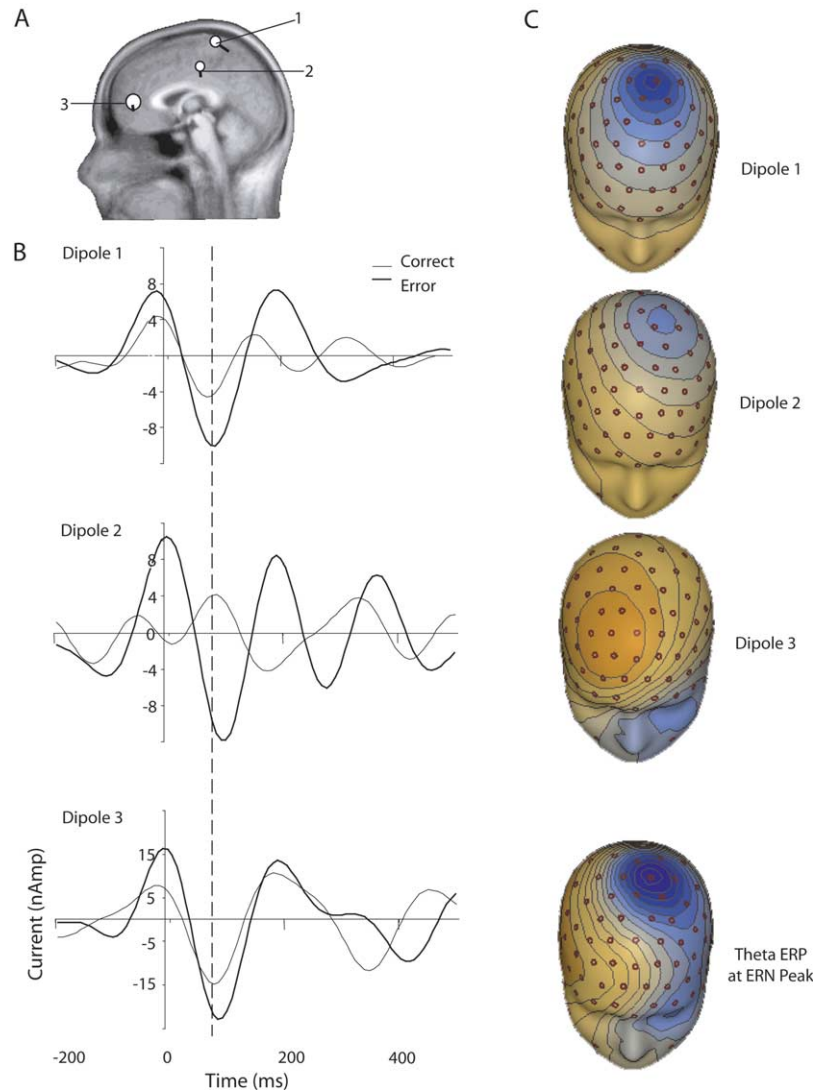 A
1
2
3
B
Dipole 1
Correct
Error
8
4
-4
-8
Dipole 2
8
4
0
-4
-8
Dipole 3
15
5
-5
-15
Current (nAmp)
-200
0
200
400
Time (ms)
C
Dipole 1
Dipole 2
Dipole 3
Theta ERP
at ERN Peak